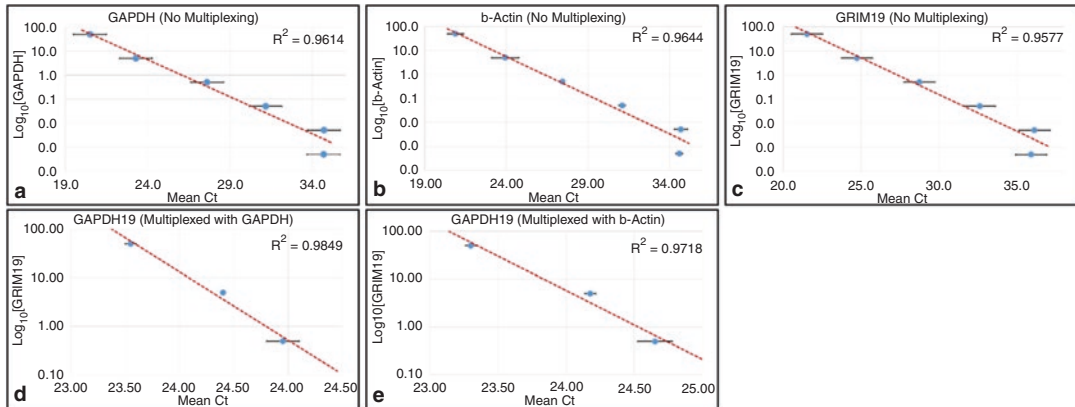 GAPDH (No Multiplexing)
R² = 0.9614
Log₁₀[GAPDH]
100.0
10.0
1.0
0.1
0.0
0.0
0.0
19.0 24.0 29.0 34.0
Mean Ct
a
b-Actin (No Multiplexing)
R² = 0.9644
Log₁₀[b-Actin]
100.0
10.0
1.0
0.1
0.0
0.0
0.0
19.00 24.00 29.00 34.00
Mean Ct
b
GRIM19 (No Multiplexing)
R² = 0.9577
Log₁₀[GRIM19]
100.0
10.0
1.0
0.1
0.0
0.0
0.0
20.0 25.0 30.0 35.0
Mean Ct
c
GAPDH19 (Multiplexed with GAPDH)
R² = 0.9849
Log₁₀[GRIM19]
100.00
10.00
1.00
0.10
23.00 23.50 24.00 24.00 24.50
Mean Ct
d
GAPDH19 (Multiplexed with b-Actin)
R² = 0.9718
Log10[GRIM19]
100.00
10.00
1.00
0.10
23.00 23.50 24.00 24.50 25.00
Mean Ct
e